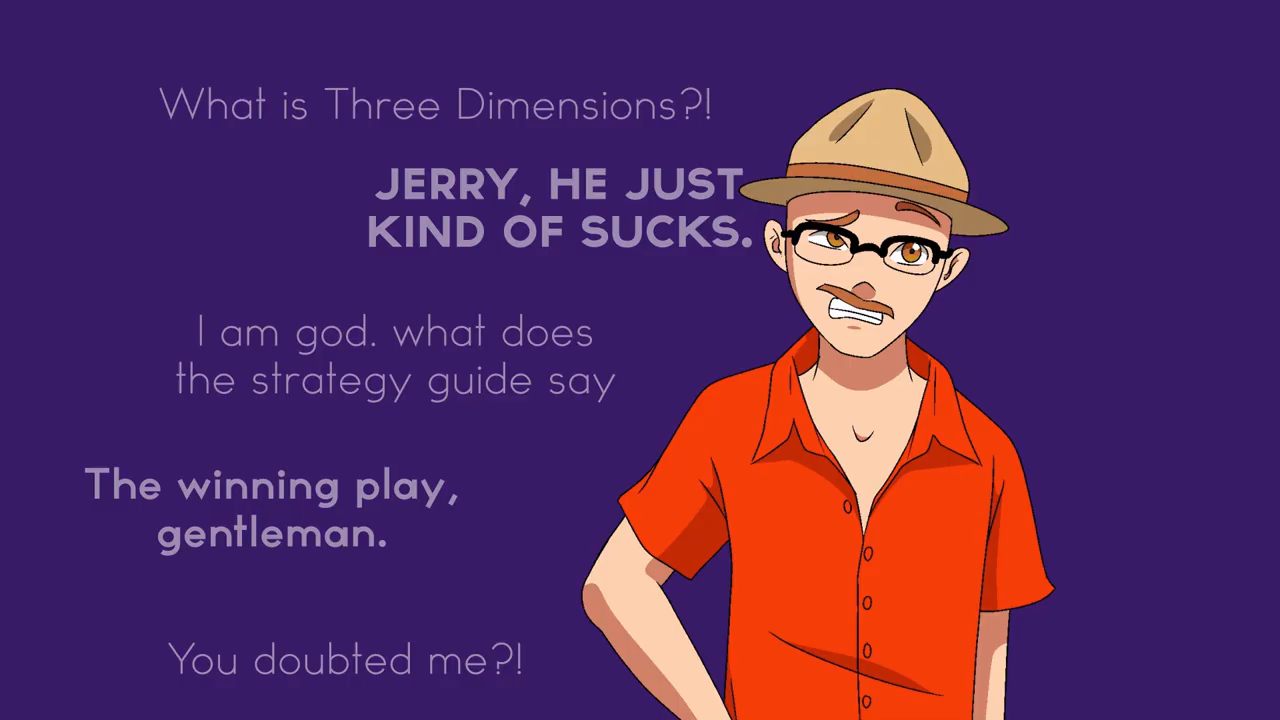 What is Three Dimensions?!
JERRY, HE JUST
KIND OF SUCKS.
I am god. what does
the strategy guide say
The winning play,
gentleman.
You doubted me?!